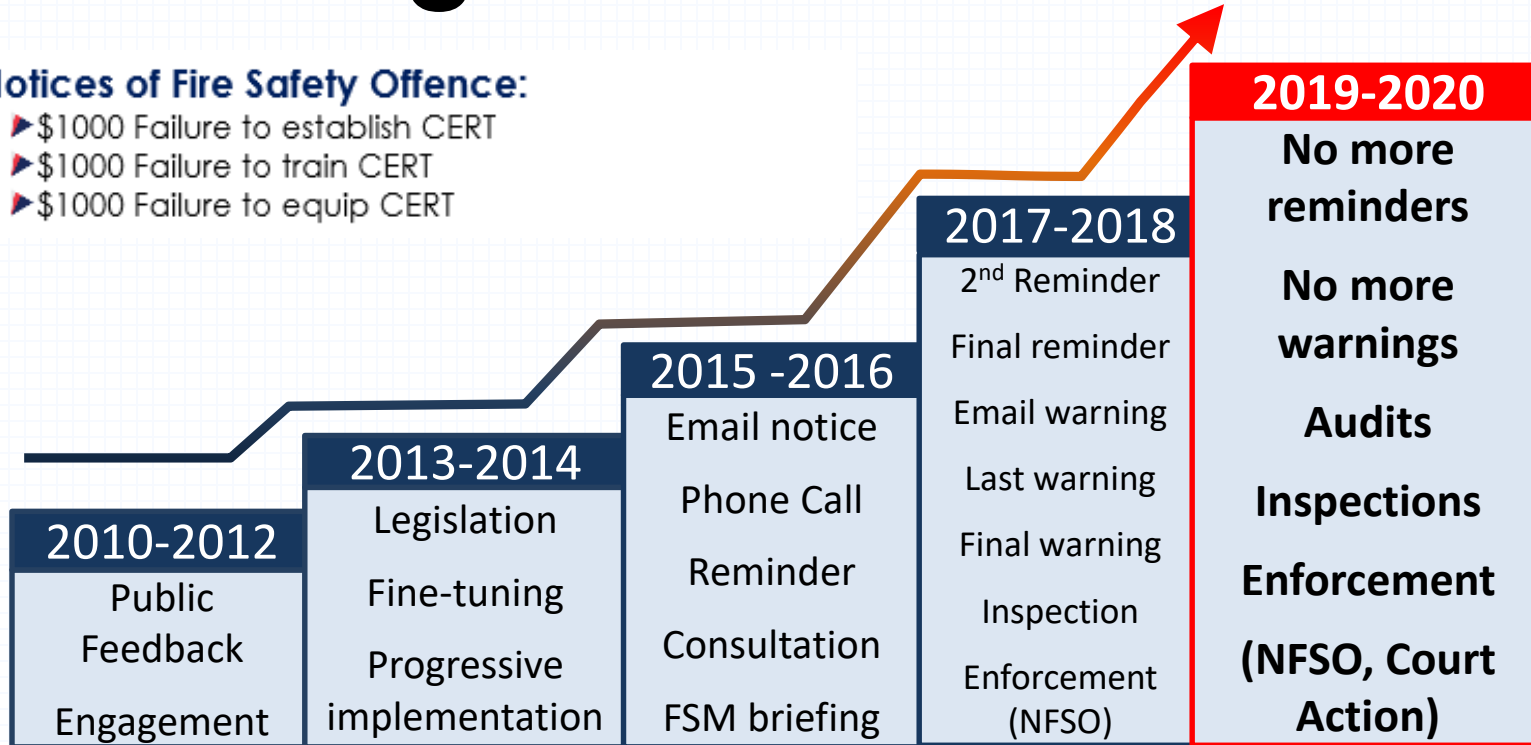 Notices of Fire Safety Offence:
$1000 Failure to establish CERT
$1000 Failure to train CERT
$1000 Failure to equip CERT
2010-2012
Public
Feedback
Engagement
2013-2014
Legislation
Fine-tuning
Progressive
implementation
2015 -2016
Email notice
Phone Call
Reminder
Consultation
FSM briefing
2017-2018
2nd Reminder
Final reminder
Email warning
Last warning
Final warning
Inspection
Enforcement
(NFSO)
2019-2020
No more
reminders
No more
warnings
Audits
Inspections
Enforcement
(NFSO, Court
Action)